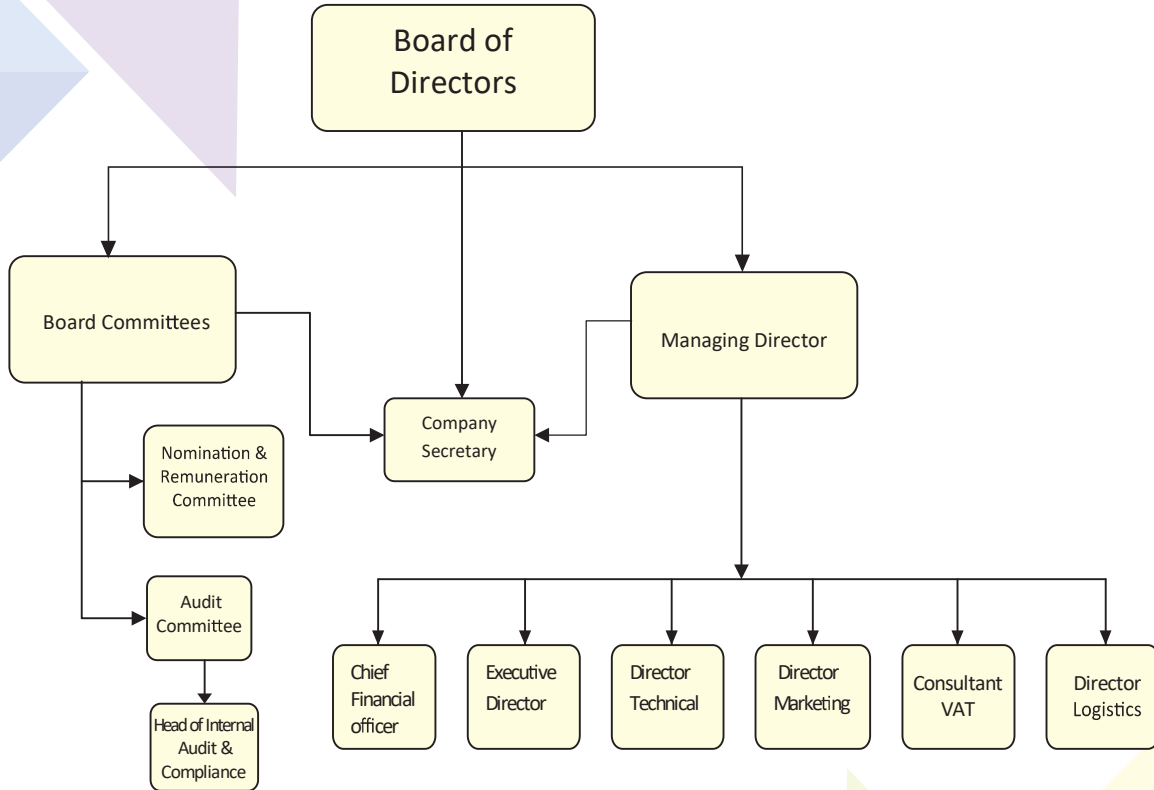 Board of
Directors
Board Committees
Managing Director
Company
Secretary
Nomination &
Remuneration
Committee
Audit
Committee
Head of Internal
Audit &
Compliance
Chief
Financial
officer
Executive
Director
Director
Technical
Director
Marketing
Consultant
VAT
Director
Logistics